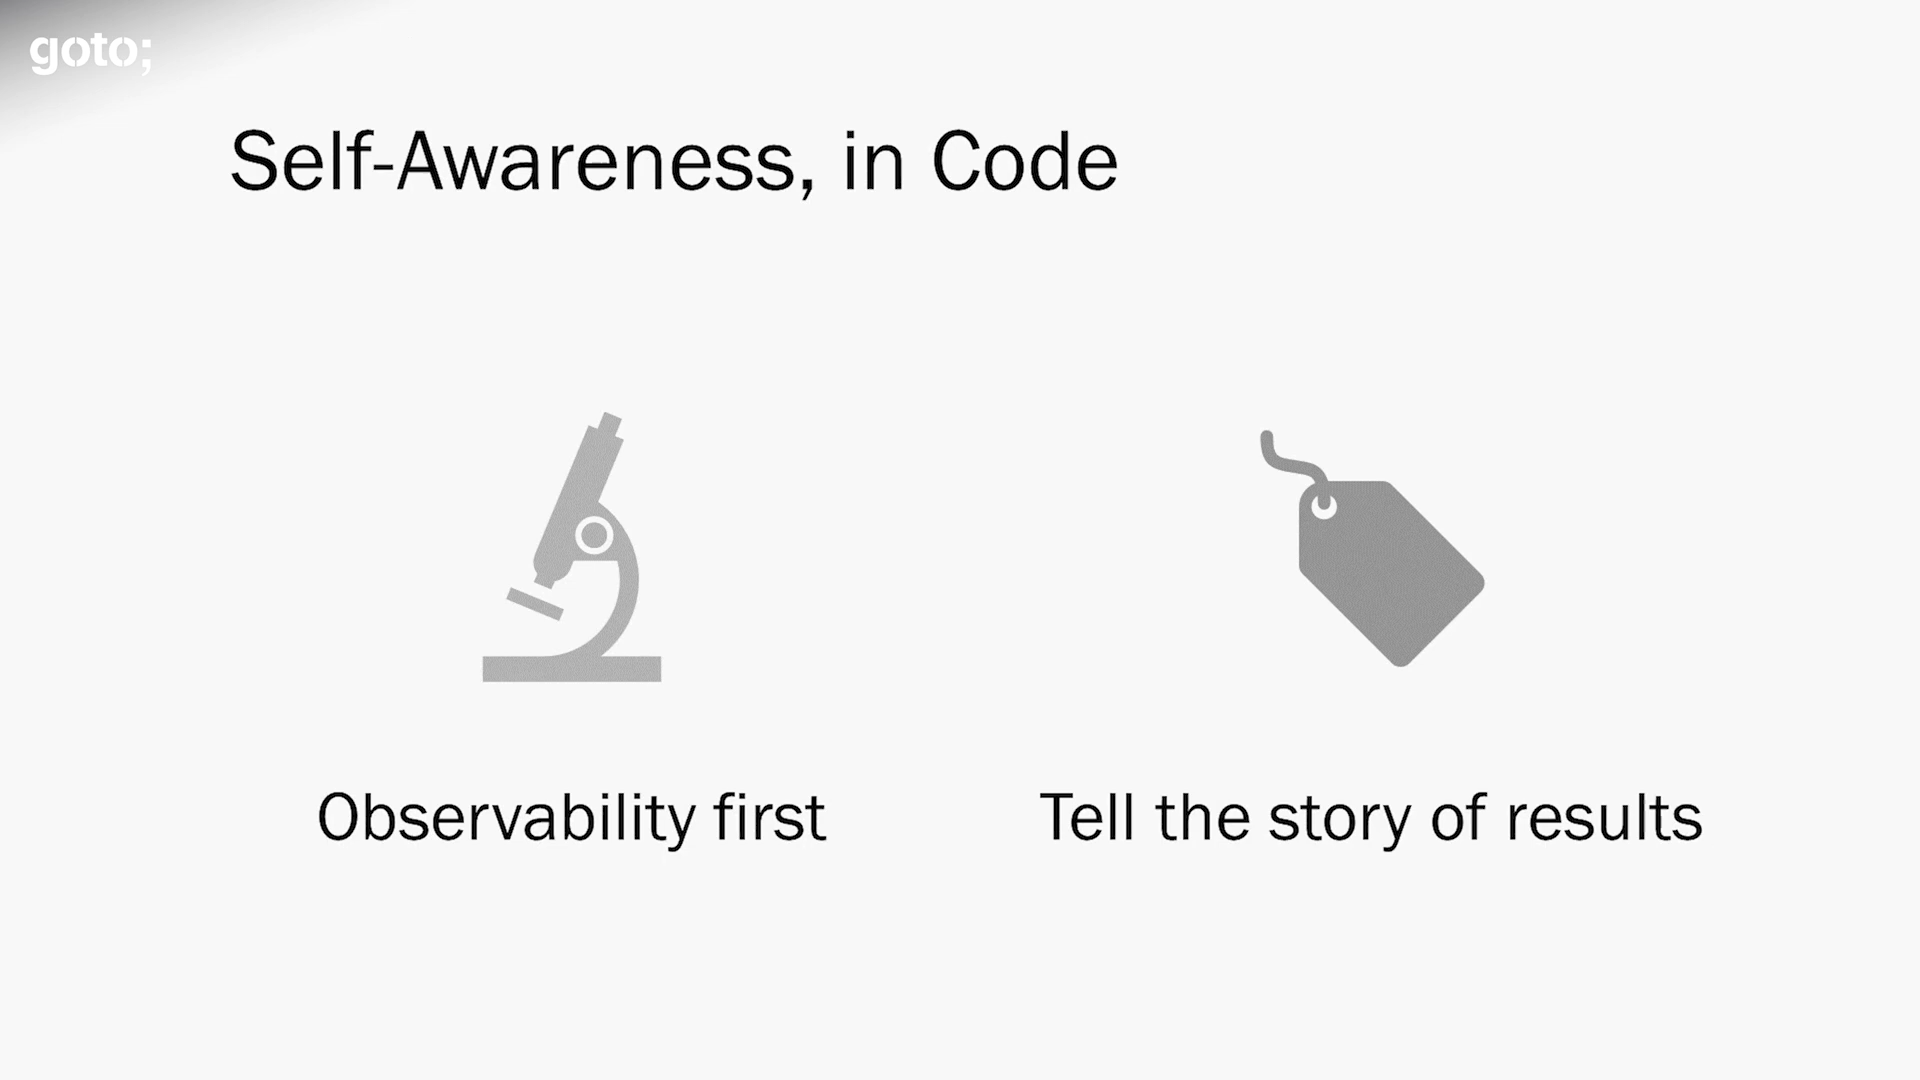 goto;
Self-Awareness, in Code
Observability first
Tell the story of results